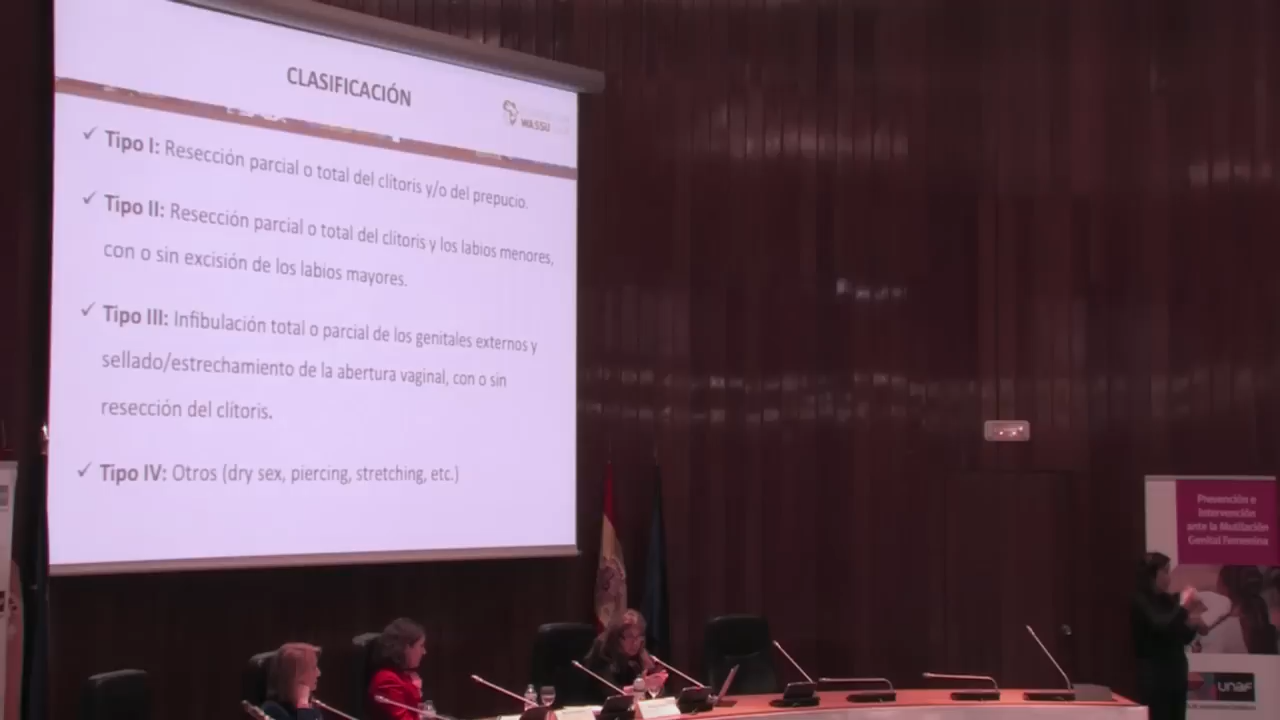 CLASIFICACIÓN
WASSU
✓ Tipo I: Resección parcial o total del clítoris y/o del prepucio.
✓ Tipo II: Resección parcial o total del clítoris y los labios menores,
con o sin excisión de los labios mayores.
✓ Tipo III: Infibulación total o parcial de los genitales externos y
sellado/estrechamiento de la abertura vaginal, con o sin
resección del clítoris.
✓ Tipo IV: Otros (dry sex, piercing, stretching, etc.)
Prevención e
Intervención
ante la Mutilación
Genital Femenina
unaf